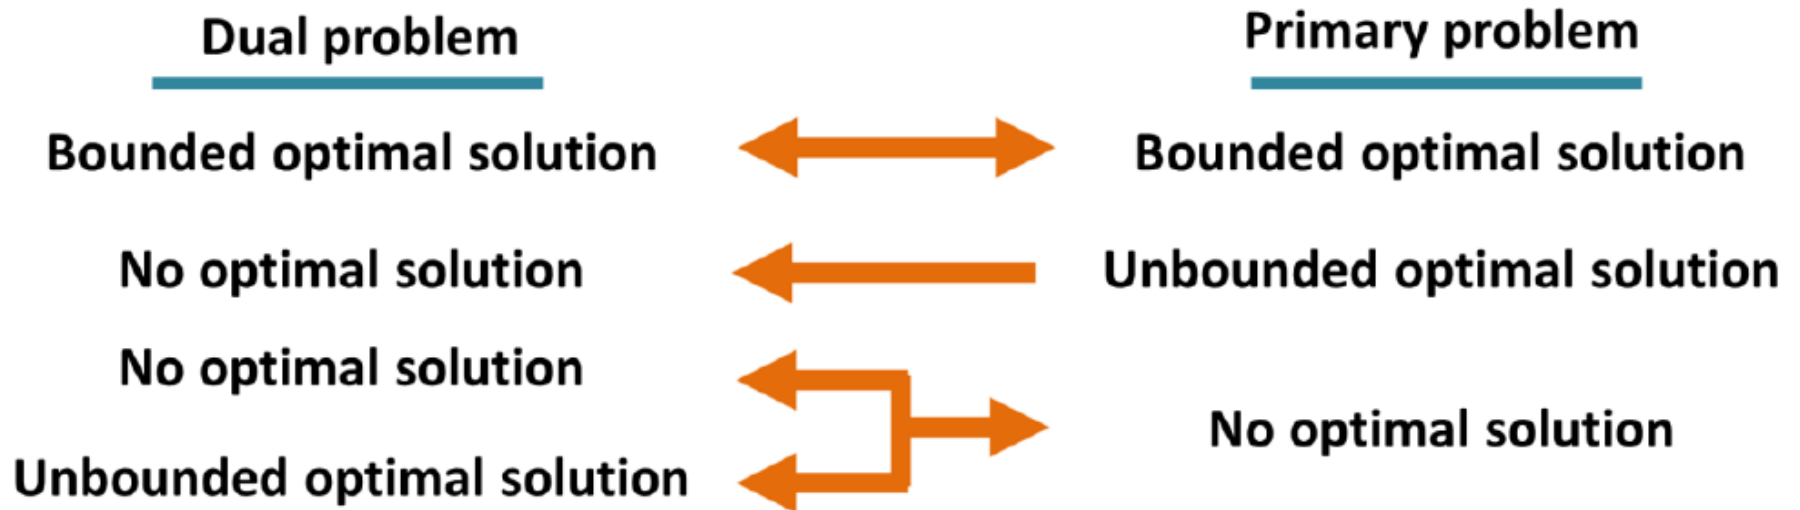 Dual problem
Primary problem
Bounded optimal solution
Bounded optimal solution
No optimal solution
Unbounded optimal solution
No optimal solution
No optimal solution
Unbounded optimal solution